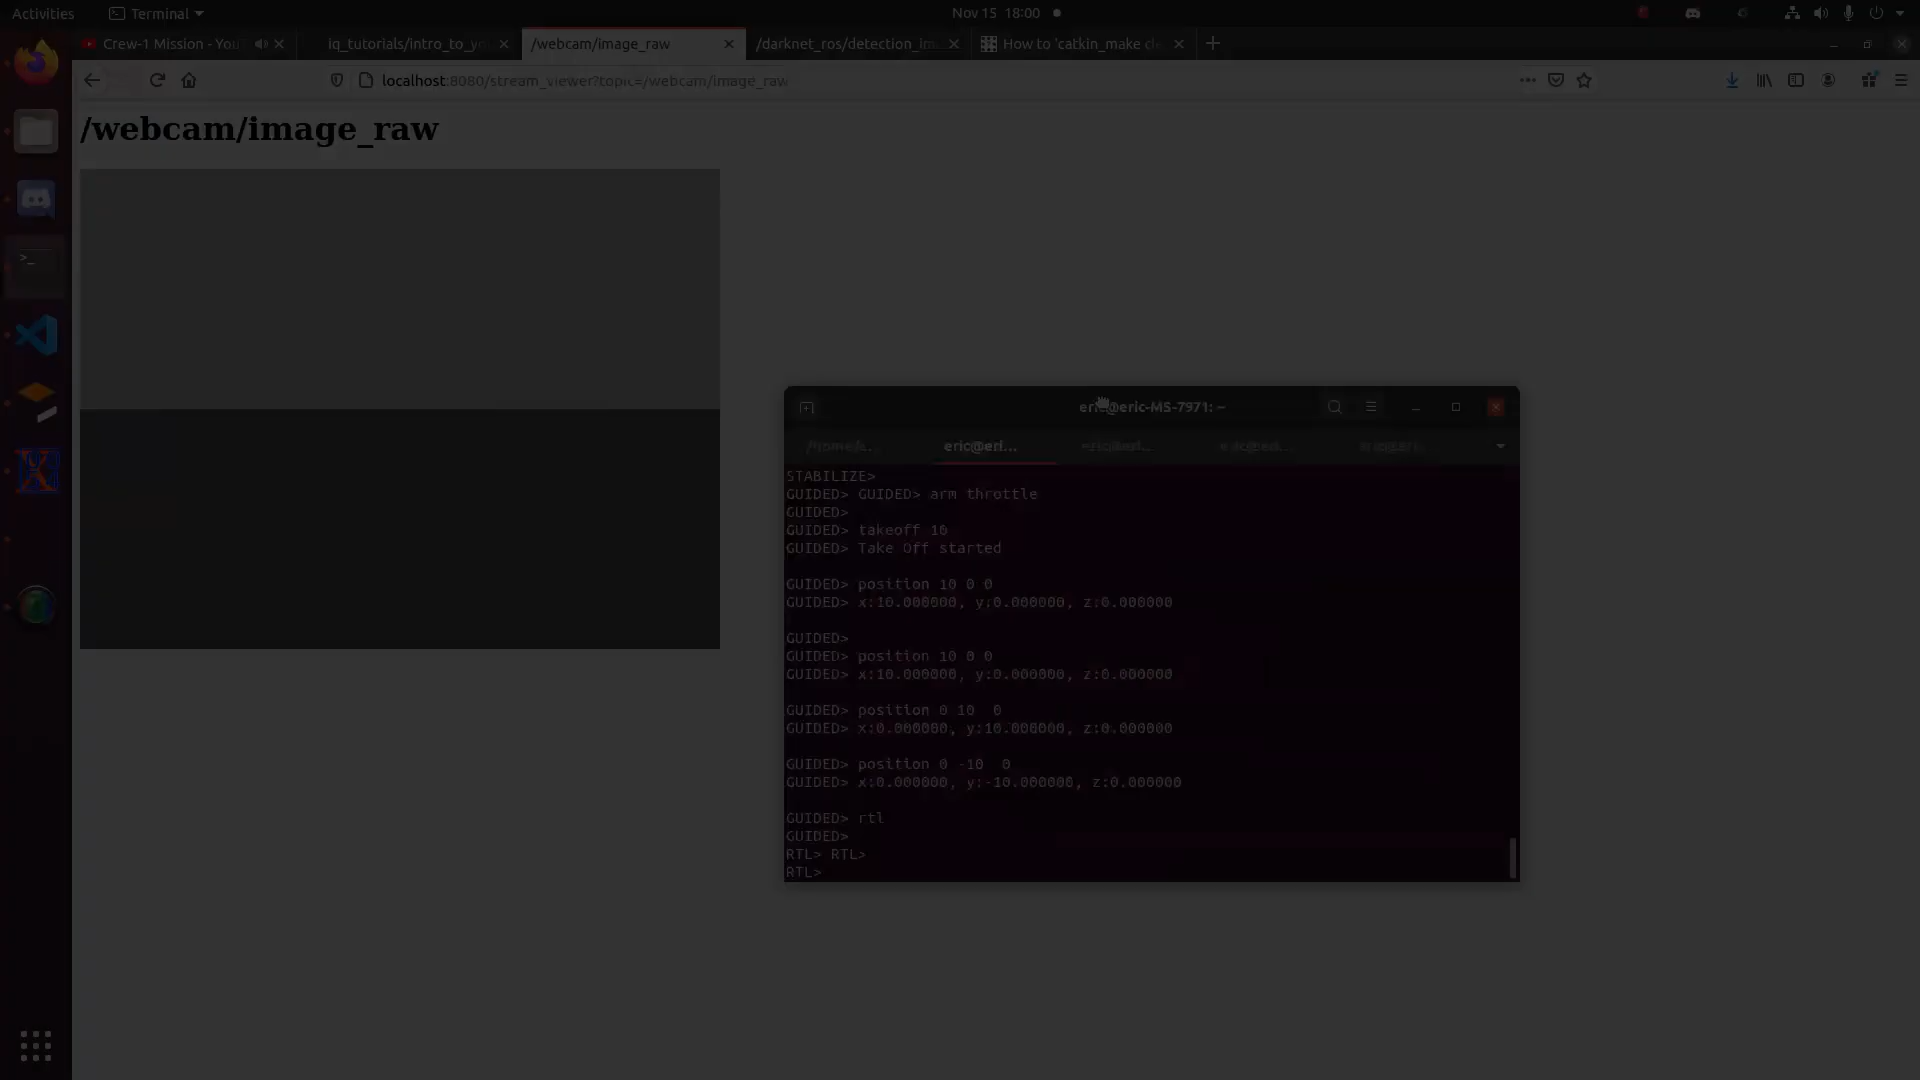 Activities
Terminal
Nov 15 18:00
Crew-1 Mission - You
iq_tutorials/intro_to_yo
/webcam/image_raw
/darknet_ros/detection_im
How to 'catkin_make cle
localhost:8080/stream_viewer?topic=/webcam/image_raw
/webcam/image_raw
eric@eric-MS-7971: ~
eric@eri...
STABILIZE>
GUIDED> GUIDED> arm throttle
GUIDED>
GUIDED> takeoff 10
GUIDED> Take Off started
GUIDED> position 10 0 0
GUIDED> x:10.000000, y:0.000000, z:0.000000
GUIDED>
GUIDED> position 10 0 0
GUIDED> x:10.000000, y:0.000000, z:0.000000
GUIDED> position 0 10  0
GUIDED> x:0.000000, y:10.000000, z:0.000000
GUIDED> position 0 -10  0
GUIDED> x:0.000000, y:-10.000000, z:0.000000
GUIDED> rtl
GUIDED>
RTL> RTL>
RTL>